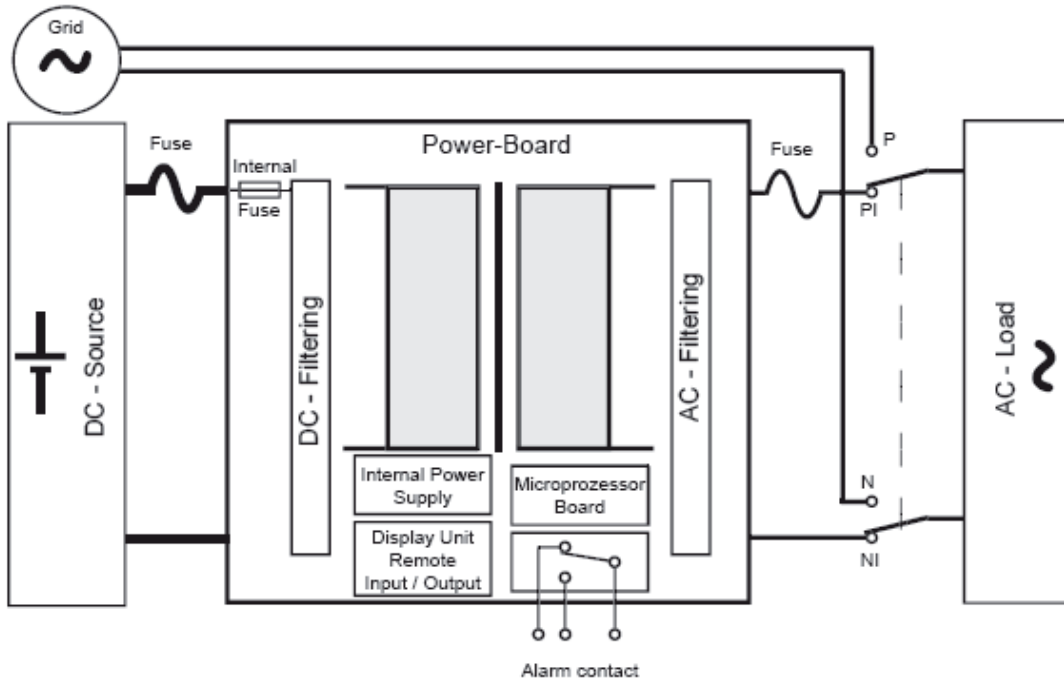 Grid
Fuse
Power-Board
Fuse
P
Internal
Fuse
PI
DC - Source
DC - Filtering
AC - Filtering
AC - Load
Internal Power
Supply
Microprozessor
Board
N
Display Unit
Remote
Input / Output
NI
Alarm contact